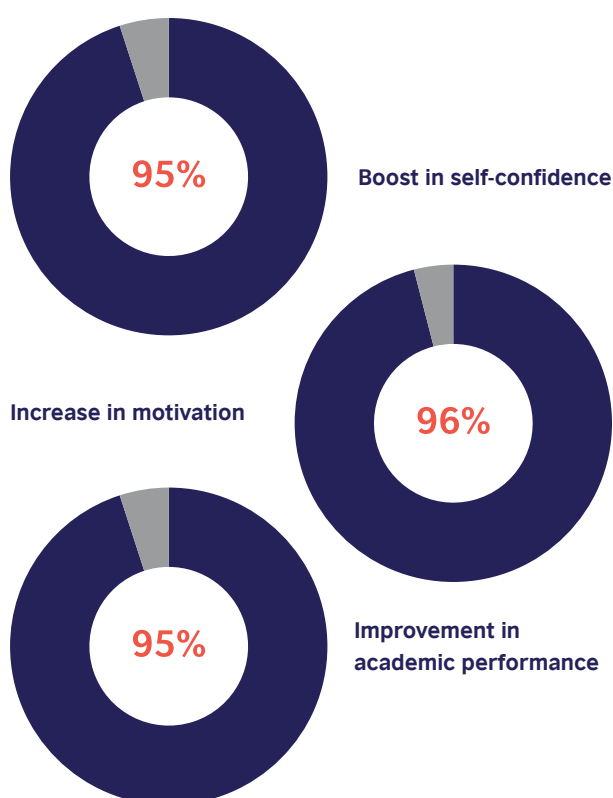 95%
Boost in self-confidence
Increase in motivation
96%
95%
Improvement in
academic performance